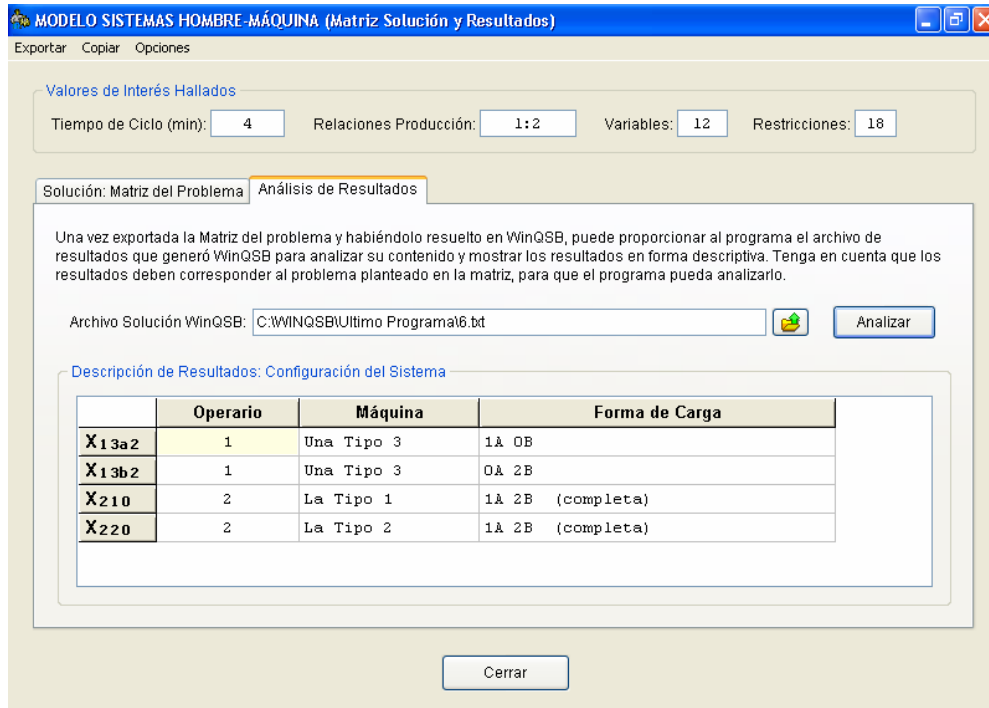 MODELO SISTEMAS HOMBRE-MÁQUINA (Matriz Solución y Resultados)
Exportar Copiar Opciones
Valores de Interés Hallados
Tiempo de Ciclo (min): 4 Relaciones Producción: 1:2 Variables: 12 Restricciones: 18
Solución: Matriz del Problema Análisis de Resultados
Una vez exportada la Matriz del problema y habiéndolo resuelto en WinQSB, puede proporcionar al programa el archivo de
resultados que generó WinQSB para analizar su contenido y mostrar los resultados en forma descriptiva. Tenga en cuenta que los
resultados deben corresponder al problema planteado en la matriz, para que el programa pueda analizarlo.
Archivo Solución WinQSB: C:\WINQSB\Ultimo Programa\6.txt Analizar
Descripción de Resultados: Configuración del Sistema
Operario Máquina Forma de Carga
X13a2 1 Una Tipo 3 1A 0B
X13b2 1 Una Tipo 3 0A 2B
X210 2 La Tipo 1 1A 2B (completa)
X220 2 La Tipo 2 1A 2B (completa)
Cerrar